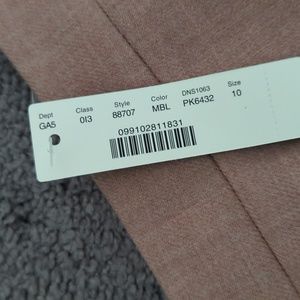 Dept Class Style Color DNS1063 Size
GA5 0I3 88707 MBL PK6432 10
099102811831